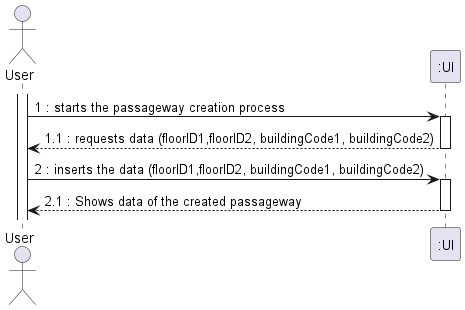 User
:UI
1 : starts the passageway creation process
1.1 : requests data (floorID1,floorID2, buildingCode1, buildingCode2)
2 : inserts the data (floorID1,floorID2, buildingCode1, buildingCode2)
2.1 : Shows data of the created passageway
User
:UI